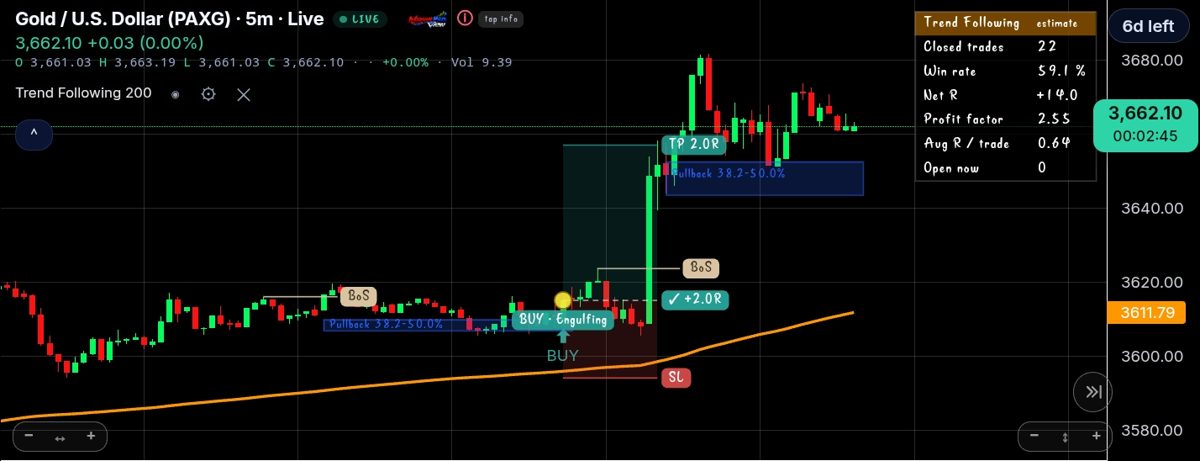 Gold / U.S. Dollar (PAXG) · 5m · Live
LIVE
tap info
3,662.10 +0.03 (0.00%)
O 3,661.03 H 3,663.19 L 3,661.03 C 3,662.10 · · +0.00% · Vol 9.39
Trend Following 200
^
Trend Following estimate
Closed trades 22
Win rate 59.1 %
Net R +14.0
Profit factor 2.55
Avg R / trade 0.64
Open now 0
6d left
3680.00
3,662.10
00:02:45
3640.00
3620.00
3611.79
3600.00
3580.00
TP 2.0R
Pullback 38.2-50.0%
BoS
BoS
✓ +2.0R
Pullback 38.2-50.0%
BUY · Engulfing
BUY
SL